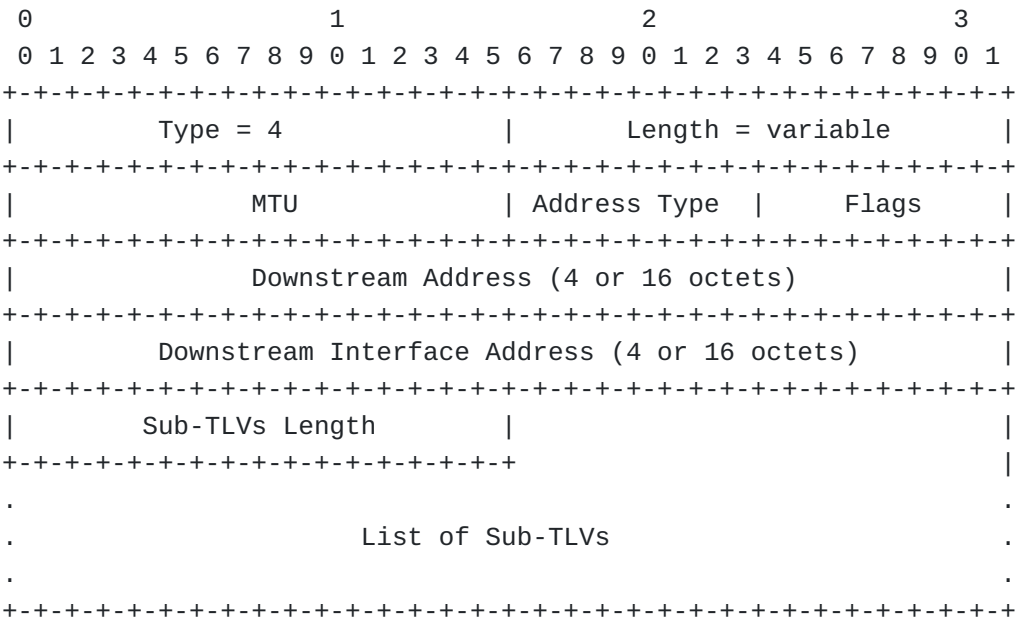 0                   1                   2                   3
 0 1 2 3 4 5 6 7 8 9 0 1 2 3 4 5 6 7 8 9 0 1 2 3 4 5 6 7 8 9 0 1
+-+-+-+-+-+-+-+-+-+-+-+-+-+-+-+-+-+-+-+-+-+-+-+-+-+-+-+-+-+-+-+-+
|         Type = 4              |       Length = variable       |
+-+-+-+-+-+-+-+-+-+-+-+-+-+-+-+-+-+-+-+-+-+-+-+-+-+-+-+-+-+-+-+-+
|               MTU             | Address Type  |     Flags     |
+-+-+-+-+-+-+-+-+-+-+-+-+-+-+-+-+-+-+-+-+-+-+-+-+-+-+-+-+-+-+-+-+
|               Downstream Address (4 or 16 octets)             |
+-+-+-+-+-+-+-+-+-+-+-+-+-+-+-+-+-+-+-+-+-+-+-+-+-+-+-+-+-+-+-+-+
|         Downstream Interface Address (4 or 16 octets)         |
+-+-+-+-+-+-+-+-+-+-+-+-+-+-+-+-+-+-+-+-+-+-+-+-+-+-+-+-+-+-+-+-+
|        Sub-TLVs Length        |                               |
+-+-+-+-+-+-+-+-+-+-+-+-+-+-+-+-+                               |
.                                                               .
.                      List of Sub-TLVs                         .
.                                                               .
+-+-+-+-+-+-+-+-+-+-+-+-+-+-+-+-+-+-+-+-+-+-+-+-+-+-+-+-+-+-+-+-+